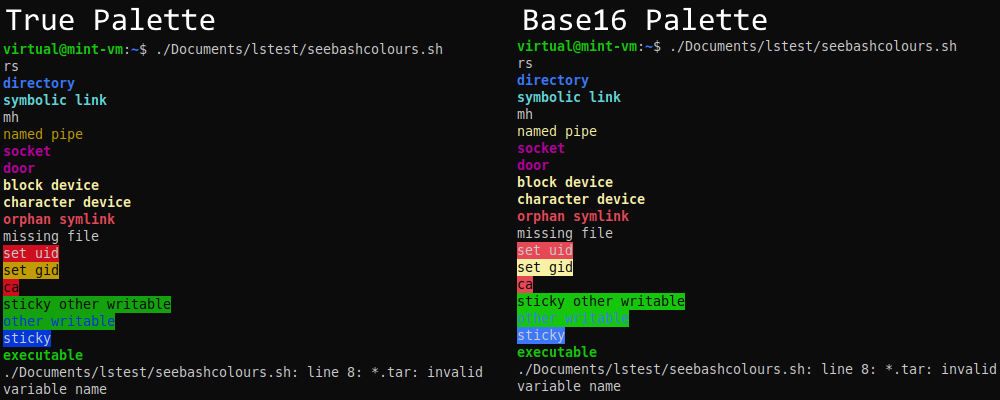 True Palette
virtual@mint-vm:~$ ./Documents/lstest/seebashcolours.sh
rs
directory
symbolic link
mh
named pipe
socket
door
block device
character device
orphan symlink
missing file
set uid
set gid
ca
sticky other writable
other writable
sticky
executable
./Documents/lstest/seebashcolours.sh: line 8: *.tar: invalid
variable name
Base16 Palette
virtual@mint-vm:~$ ./Documents/lstest/seebashcolours.sh
rs
directory
symbolic link
mh
named pipe
socket
door
block device
character device
orphan symlink
missing file
set uid
set gid
ca
sticky other writable
other writable
sticky
executable
./Documents/lstest/seebashcolours.sh: line 8: *.tar: invalid
variable name